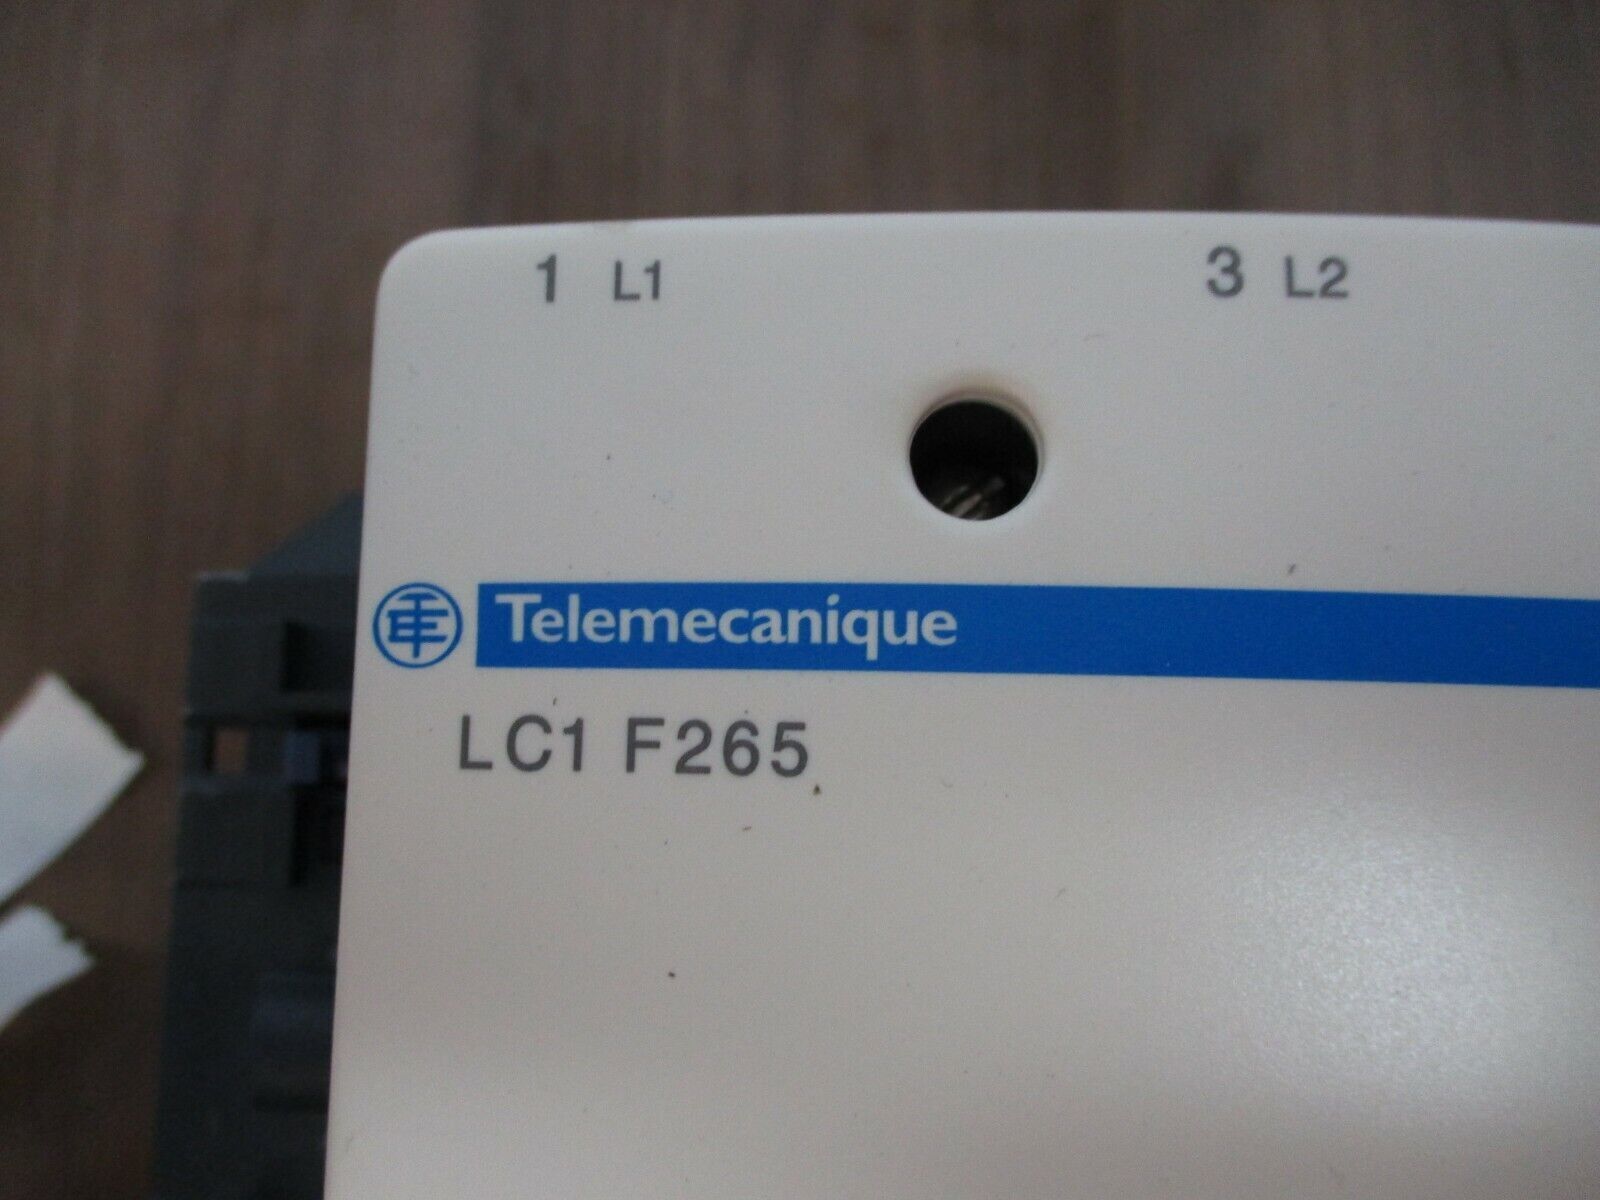 1 L1 3 L2
Telemecanique
LC1 F265